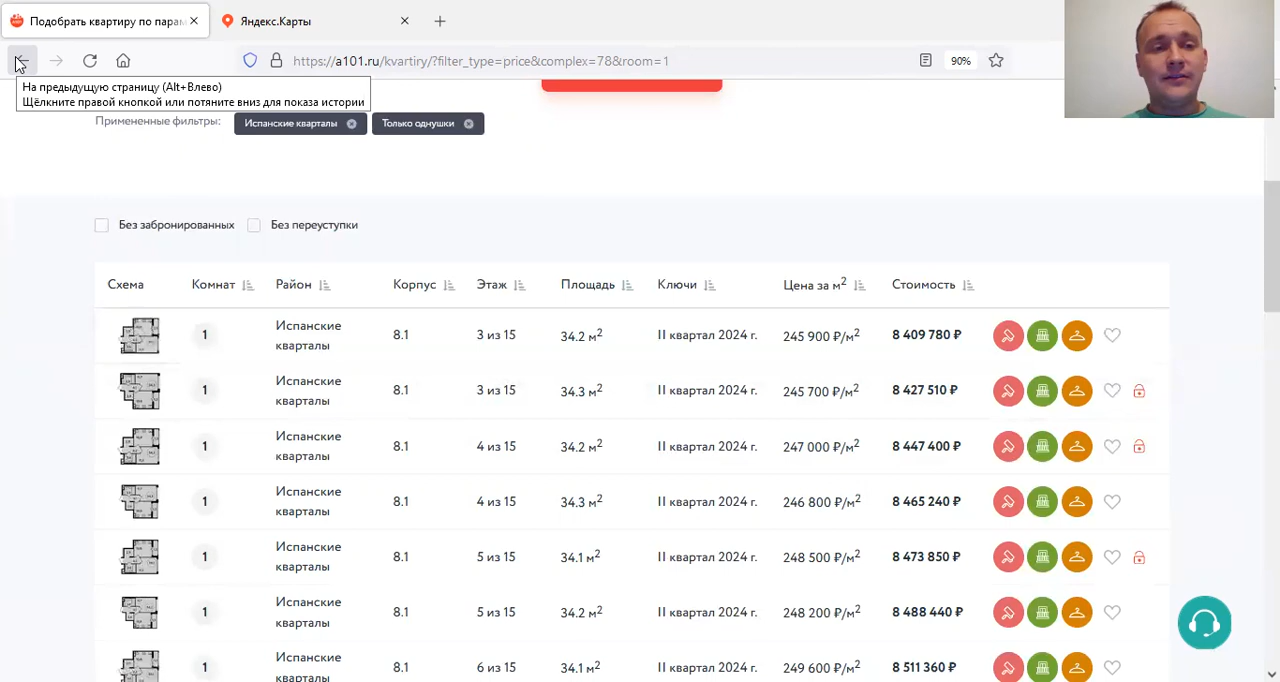 Подобрать квартиру по парам
Яндекс.Карты
https://a101.ru/kvartiry/?filter_type=price&complex=78&room=1
90%
На предыдущую страницу (Alt+Влево)
Щёлкните правой кнопкой или потяните вниз для показа истории
Примененные фильтры: Испанские кварталы Только однушки
Без забронированных Без переуступки
Схема Комнат Район Корпус Этаж Площадь Ключи Цена за м² Стоимость
1 Испанские кварталы 8.1 3 из 15 34.2 м² II квартал 2024 г. 245 900 ₽/м² 8 409 780 ₽
1 Испанские кварталы 8.1 3 из 15 34.3 м² II квартал 2024 г. 245 700 ₽/м² 8 427 510 ₽
1 Испанские кварталы 8.1 4 из 15 34.2 м² II квартал 2024 г. 247 000 ₽/м² 8 447 400 ₽
1 Испанские кварталы 8.1 4 из 15 34.3 м² II квартал 2024 г. 246 800 ₽/м² 8 465 240 ₽
1 Испанские кварталы 8.1 5 из 15 34.1 м² II квартал 2024 г. 248 500 ₽/м² 8 473 850 ₽
1 Испанские кварталы 8.1 5 из 15 34.2 м² II квартал 2024 г. 248 200 ₽/м² 8 488 440 ₽
1 Испанские кварталы 8.1 6 из 15 34.1 м² II квартал 2024 г. 249 600 ₽/м² 8 511 360 ₽